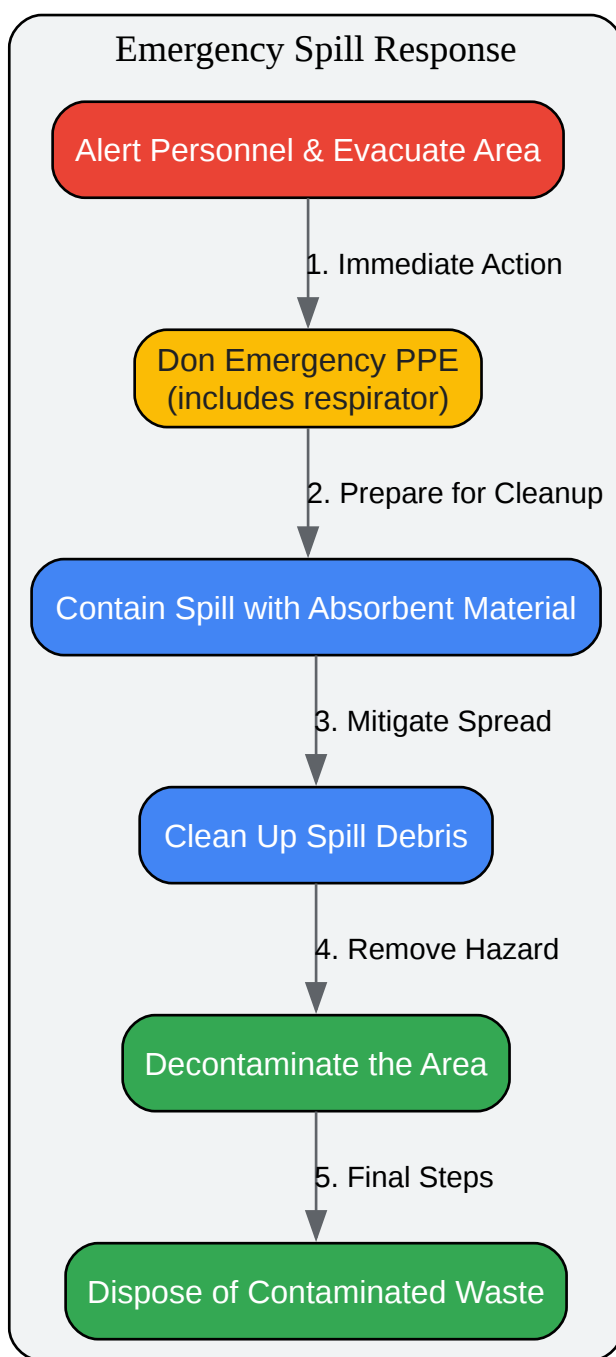 Emergency Spill Response
Alert Personnel & Evacuate Area
1. Immediate Action
Don Emergency PPE
(includes respirator)
2. Prepare for Cleanup
Contain Spill with Absorbent Material
3. Mitigate Spread
Clean Up Spill Debris
4. Remove Hazard
Decontaminate the Area
5. Final Steps
Dispose of Contaminated Waste